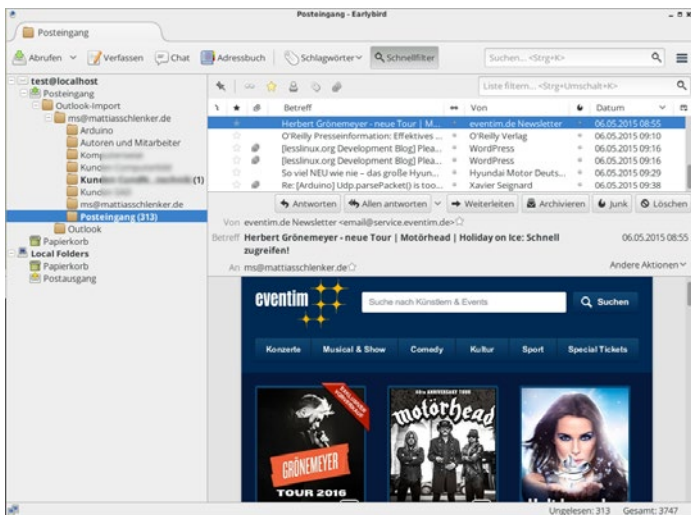 Posteingang - Earlybird
Posteingang
Abrufen Verfassen Chat Adressbuch Schlagwörter Schnellfilter Suchen... <Strg+K>
test@localhost
Posteingang
Outlook-Import
ms@mattiasschlenker.de
Arduino
Autoren und Mitarbeiter
Kunden
Kunden (1)
Kunden
ms@mattiasschlenker.de
Posteingang (313)
Outlook
Papierkorb
Local Folders
Papierkorb
Postausgang
Liste filtern... <Strg+Umschalt+K>
Betreff Von Datum
Herbert Grönemeyer - neue Tour | M... eventim.de Newsletter 06.05.2015 08:55
O'Reilly Presseinformation: Effektives ... O'Reilly Verlag 06.05.2015 09:10
[lesslinux.org Development Blog] Plea... WordPress 06.05.2015 09:16
[lesslinux.org Development Blog] Plea... WordPress 06.05.2015 09:16
So viel NEU wie nie – das große Hyun... Hyundai Motor Deuts... 06.05.2015 09:29
Re: [Arduino] Udp.parsePacket() is too... Xavier Seignard 06.05.2015 09:38
Antworten Allen antworten Weiterleiten Archivieren Junk Löschen
Von eventim.de Newsletter <email@service.eventim.de>
Betreff Herbert Grönemeyer - neue Tour | Motörhead | Holiday on Ice: Schnell 06.05.2015 08:55
zugreifen!
An ms@mattiasschlenker.de Andere Aktionen
eventim Suche nach Künstlern & Events Suchen
Konzerte Musical & Show Comedy Kultur Sport Special Tickets
EXKLUSIVER VORVERKAUF
GRÖNEMEYER
TOUR 2016
40TH ANNIVERSARY TOUR
motörhead
Ungelesen: 313 Gesamt: 3747